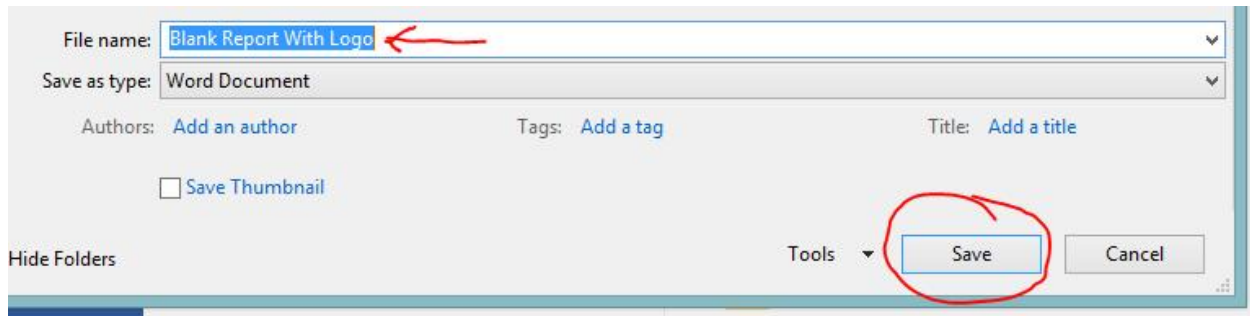 File name: Blank Report With Logo
Save as type: Word Document
Authors: Add an author Tags: Add a tag Title: Add a title
Save Thumbnail
Hide Folders Tools Save Cancel